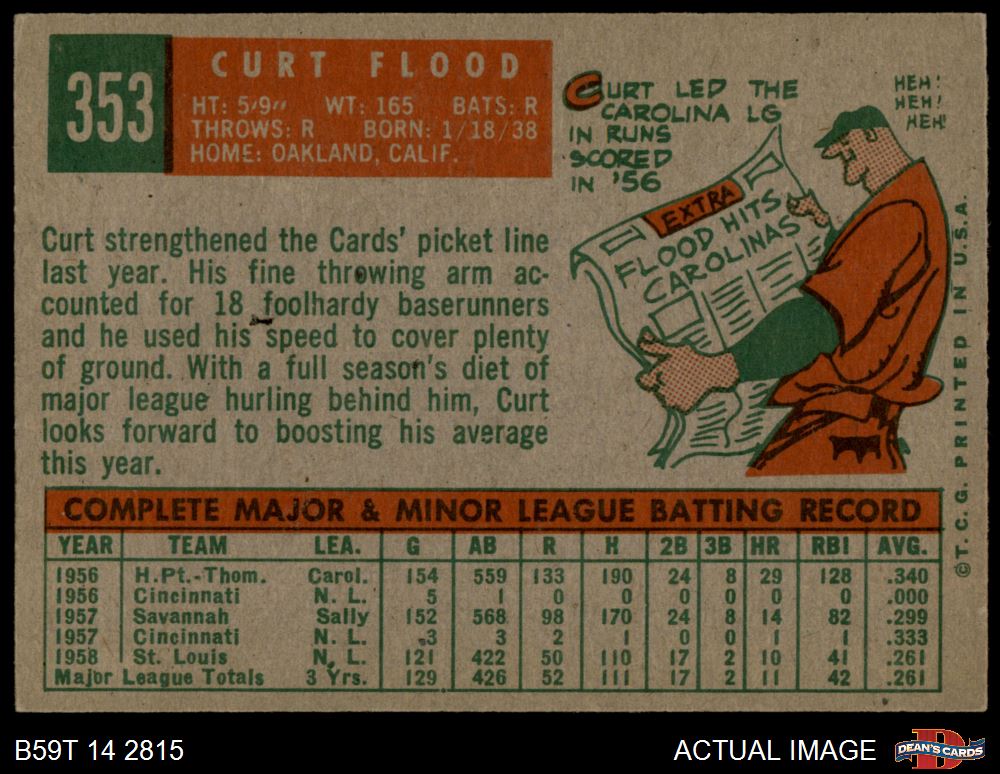 353
CURT FLOOD
HT: 5'9" WT: 165 BATS: R
THROWS: R BORN: 1/18/38
HOME: OAKLAND, CALIF.
CURT LED THE
CAROLINA LG
IN RUNS
SCORED
IN '56
HEH!
HEH!
HEH!
EXTRA
FLOOD HITS
CAROLINAS
Curt strengthened the Cards' picket line
last year. His fine throwing arm ac-
counted for 18 foolhardy baserunners
and he used his speed to cover plenty
of ground. With a full season's diet of
major league hurling behind him, Curt
looks forward to boosting his average
this year.
COMPLETE MAJOR & MINOR LEAGUE BATTING RECORD
YEAR TEAM LEA. G AB R H 2B 3B HR RBI AVG.
1956 H.Pt.-Thom. Carol. 154 559 133 190 24 8 29 128 .340
1956 Cincinnati N. L. 5 1 0 0 0 0 0 0 .000
1957 Savannah Sally 152 568 98 170 24 8 14 82 .299
1957 Cincinnati N. L. 3 3 2 1 0 0 1 1 .333
1958 St. Louis N. L. 121 422 50 110 17 2 10 41 .261
Major League Totals 3 Yrs. 129 426 52 111 17 2 11 42 .261
©T. C. G. PRINTED IN U.S.A.
B59T 14 2815
ACTUAL IMAGE
D
DEAN'S CARDS